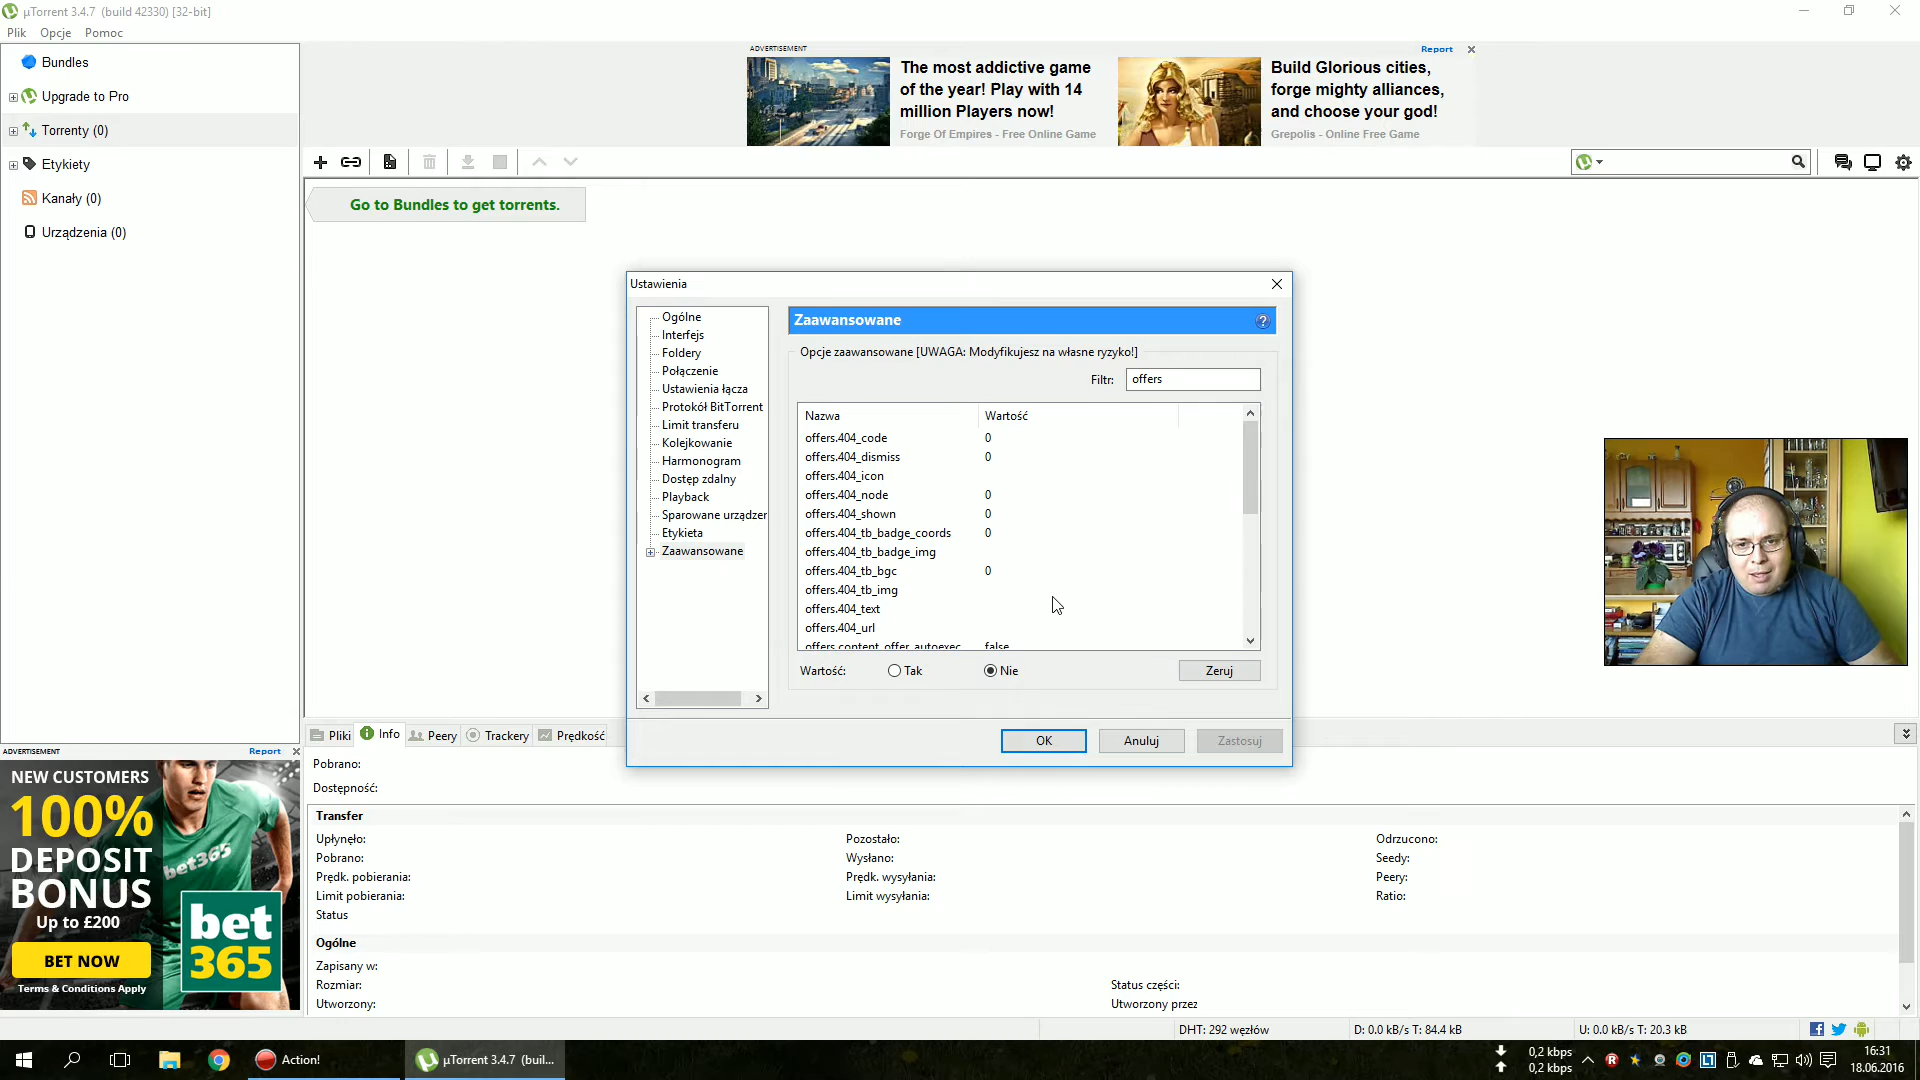 µTorrent 3.4.7 (build 42330) [32-bit]
Plik Opcje Pomoc
Bundles
Upgrade to Pro
Torrenty (0)
Etykiety
Kanały (0)
Urządzenia (0)
ADVERTISEMENT
Report
The most addictive game
of the year! Play with 14
million Players now!
Forge Of Empires - Free Online Game
Build Glorious cities,
forge mighty alliances,
and choose your god!
Grepolis - Online Free Game
Go to Bundles to get torrents.
Ustawienia
Ogólne
Interfejs
Foldery
Połączenie
Ustawienia łącza
Protokół BitTorrent
Limit transferu
Kolejkowanie
Harmonogram
Dostęp zdalny
Playback
Sparowane urządzer
Etykieta
Zaawansowane
Zaawansowane
Opcje zaawansowane [UWAGA: Modyfikujesz na własne ryzyko!]
Filtr: offers
Nazwa Wartość
offers.404_code 0
offers.404_dismiss 0
offers.404_icon
offers.404_node 0
offers.404_shown 0
offers.404_tb_badge_coords 0
offers.404_tb_badge_img
offers.404_tb_bgc 0
offers.404_tb_img
offers.404_text
offers.404_url
offers.content_offer_autoexec false
Wartość: Tak Nie Zeruj
OK Anuluj Zastosuj
Pliki Info Peery Trackery Prędkość
Pobrano:
Dostępność:
Transfer
Upłynęło: Pozostało: Odrzucono:
Pobrano: Wysłano: Seedy:
Prędk. pobierania: Prędk. wysyłania: Peery:
Limit pobierania: Limit wysyłania: Ratio:
Status
Ogólne
Zapisany w:
Rozmiar: Status części:
Utworzony: Utworzony przez
ADVERTISEMENT Report
NEW CUSTOMERS
100%
DEPOSIT
BONUS
Up to £200
BET NOW
Terms & Conditions Apply
bet365
bet
365
DHT: 292 węzłów D: 0.0 kB/s T: 84.4 kB U: 0.0 kB/s T: 20.3 kB
Action!
µTorrent 3.4.7 (buil...
0,2 kbps
0,2 kbps
16:31
18.06.2016